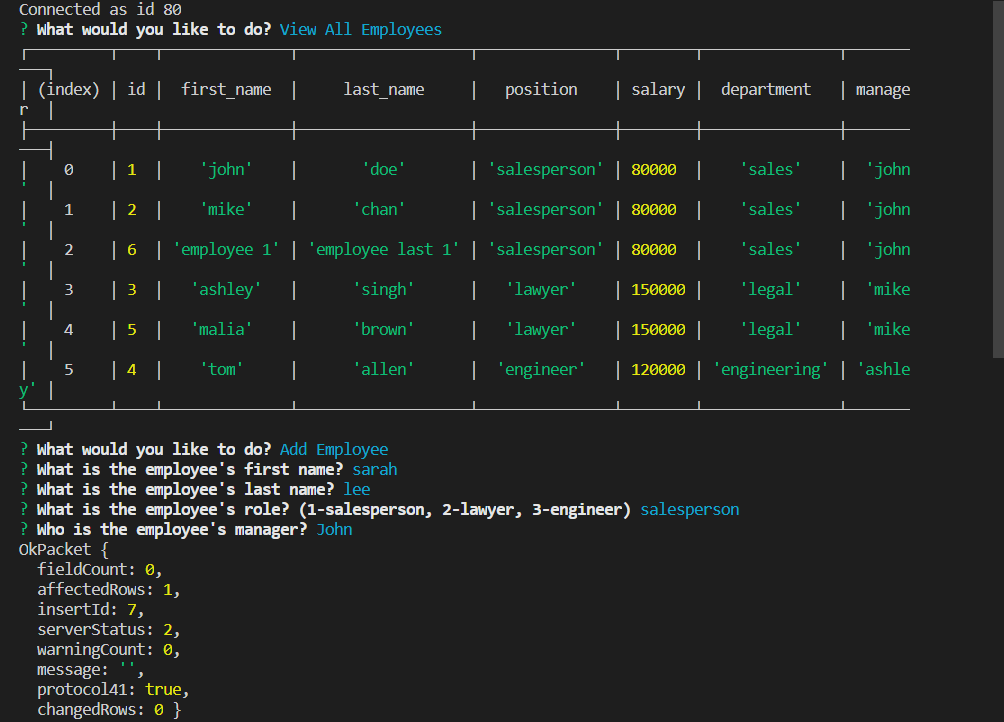 Connected as id 80
? What would you like to do? View All Employees
| (index) | id | first_name | last_name | position | salary | department | manage
r |
| 0 | 1 | 'john' | 'doe' | 'salesperson' | 80000 | 'sales' | 'john
' |
| 1 | 2 | 'mike' | 'chan' | 'salesperson' | 80000 | 'sales' | 'john
' |
| 2 | 6 | 'employee 1' | 'employee last 1' | 'salesperson' | 80000 | 'sales' | 'john
' |
| 3 | 3 | 'ashley' | 'singh' | 'lawyer' | 150000 | 'legal' | 'mike
' |
| 4 | 5 | 'malia' | 'brown' | 'lawyer' | 150000 | 'legal' | 'mike
' |
| 5 | 4 | 'tom' | 'allen' | 'engineer' | 120000 | 'engineering' | 'ashle
y' |
? What would you like to do? Add Employee
? What is the employee's first name? sarah
? What is the employee's last name? lee
? What is the employee's role? (1-salesperson, 2-lawyer, 3-engineer) salesperson
? Who is the employee's manager? John
OkPacket {
  fieldCount: 0,
  affectedRows: 1,
  insertId: 7,
  serverStatus: 2,
  warningCount: 0,
  message: '',
  protocol41: true,
  changedRows: 0 }